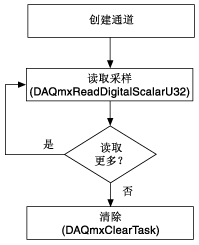 创建通道
读取采样
(DAQmxReadDigitalScalarU32)
是
读取
更多?
否
清除
(DAQmxClearTask)